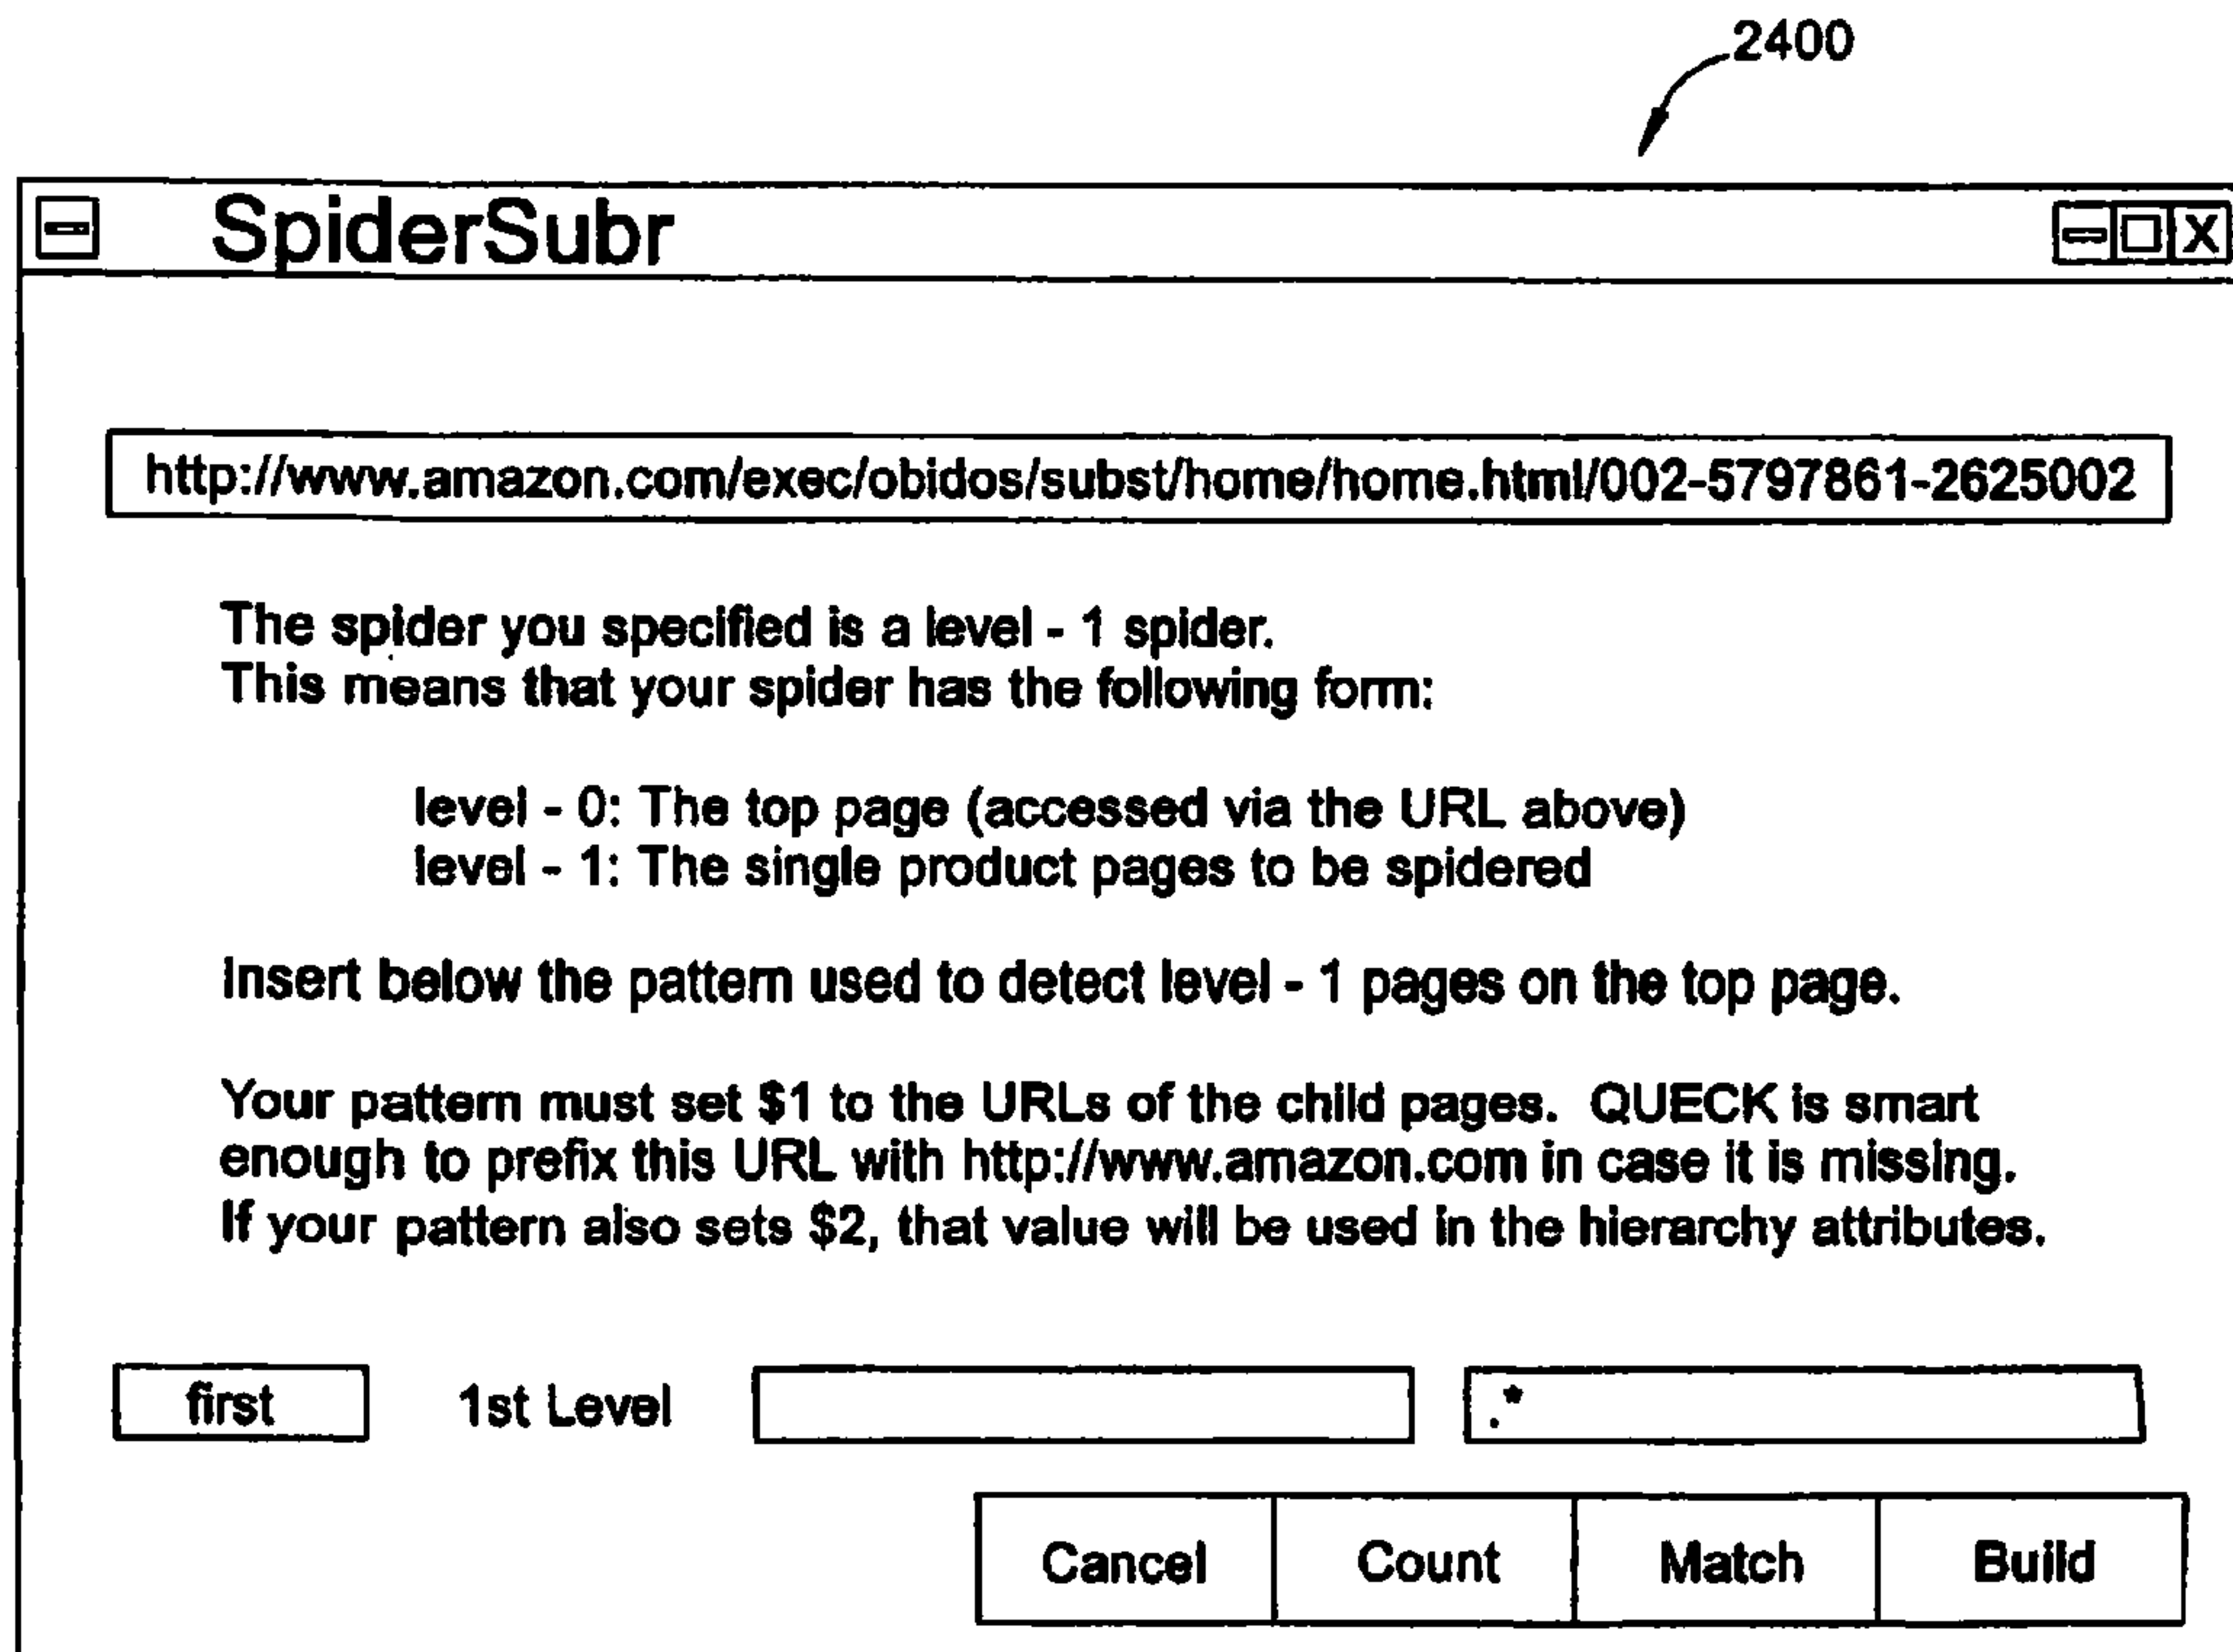 2400
SpiderSubr
X
http://www.amazon.com/exec/obidos/subst/home/home.html/002-5797861-2625002
The spider you specified is a level - 1 spider.
This means that your spider has the following form:
level - 0: The top page (accessed via the URL above)
level - 1: The single product pages to be spidered
Insert below the pattern used to detect level - 1 pages on the top page.
Your pattern must set $1 to the URLs of the child pages. QUECK is smart
enough to prefix this URL with http://www.amazon.com in case it is missing.
If your pattern also sets $2, that value will be used in the hierarchy attributes.
first 1st Level .*
Cancel Count Match Build